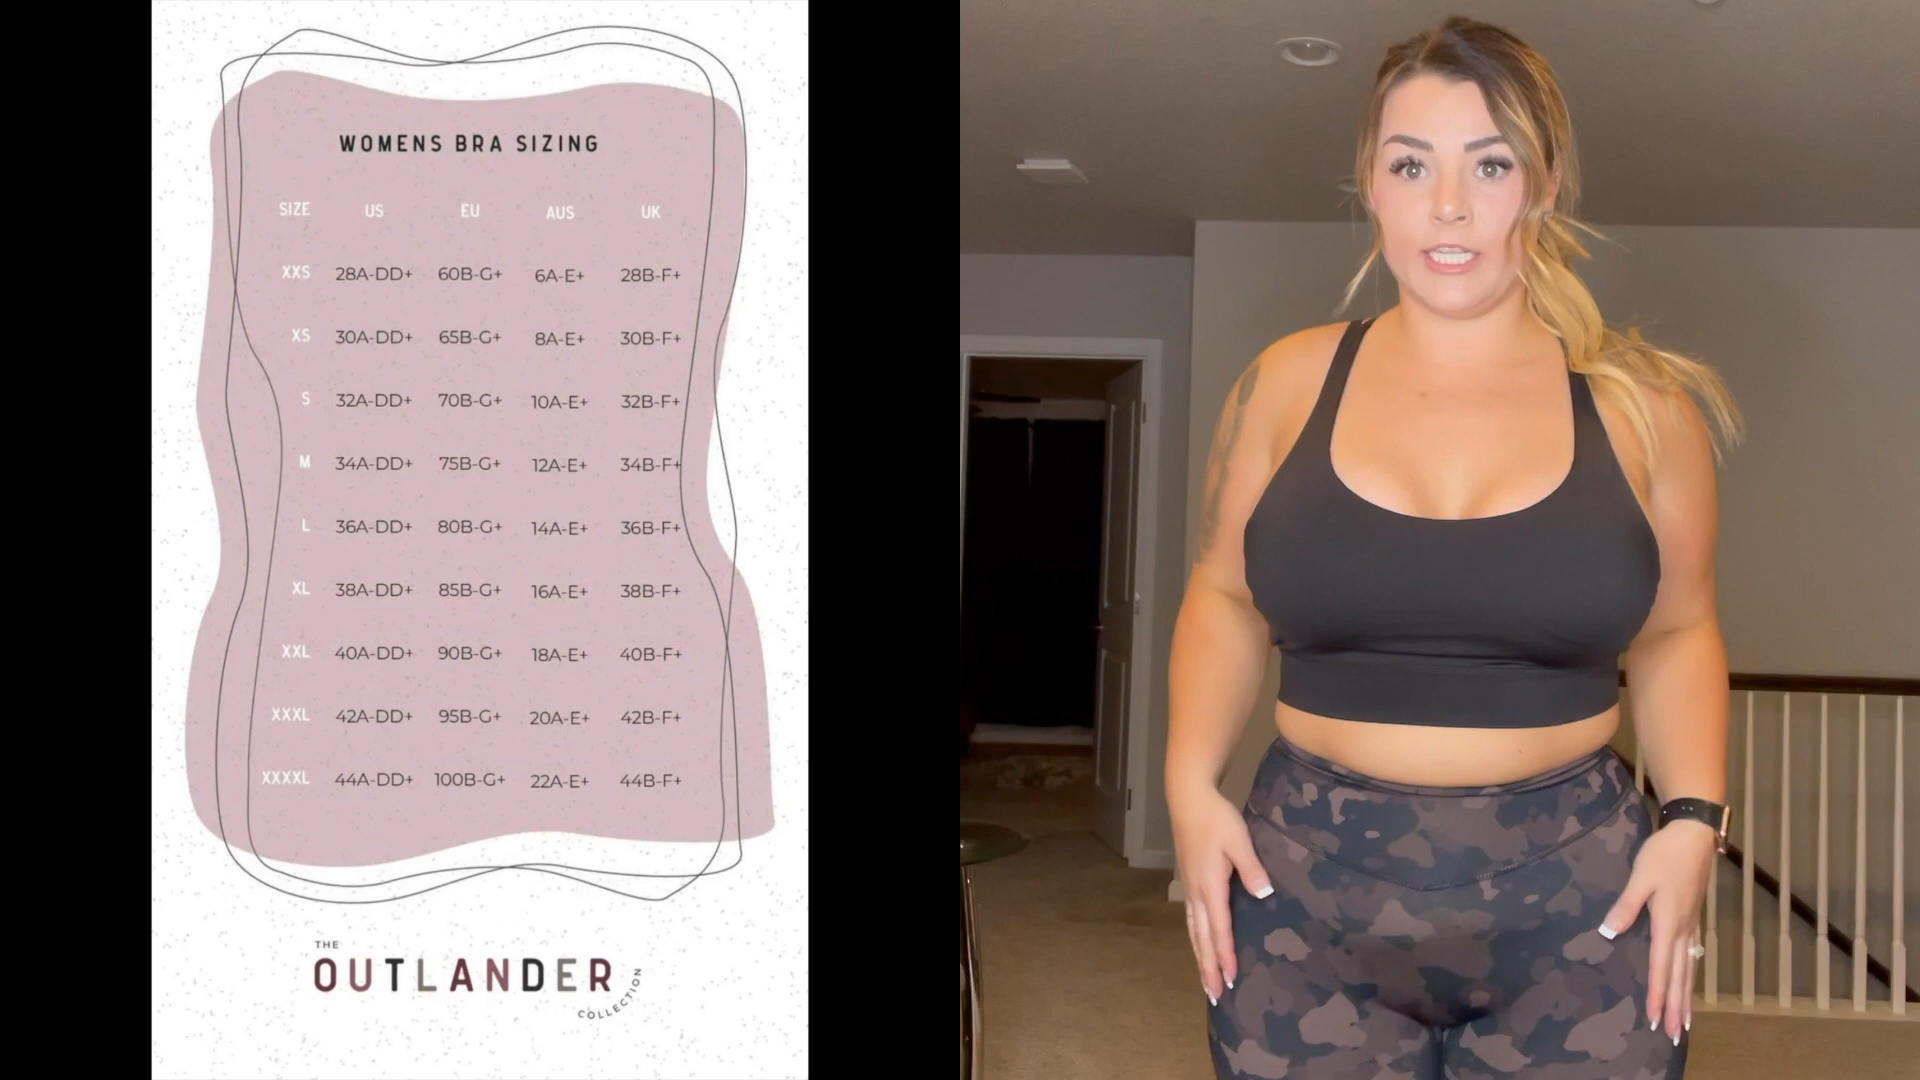 WOMENS BRA SIZING
SIZE US EU AUS UK
XXS 28A-DD+ 60B-G+ 6A-E+ 28B-F+
XS 30A-DD+ 65B-G+ 8A-E+ 30B-F+
S 32A-DD+ 70B-G+ 10A-E+ 32B-F+
M 34A-DD+ 75B-G+ 12A-E+ 34B-F+
L 36A-DD+ 80B-G+ 14A-E+ 36B-F+
XL 38A-DD+ 85B-G+ 16A-E+ 38B-F+
XXL 40A-DD+ 90B-G+ 18A-E+ 40B-F+
XXXL 42A-DD+ 95B-G+ 20A-E+ 42B-F+
XXXXL 44A-DD+ 100B-G+ 22A-E+ 44B-F+
THE
OUTLANDER
COLLECTION